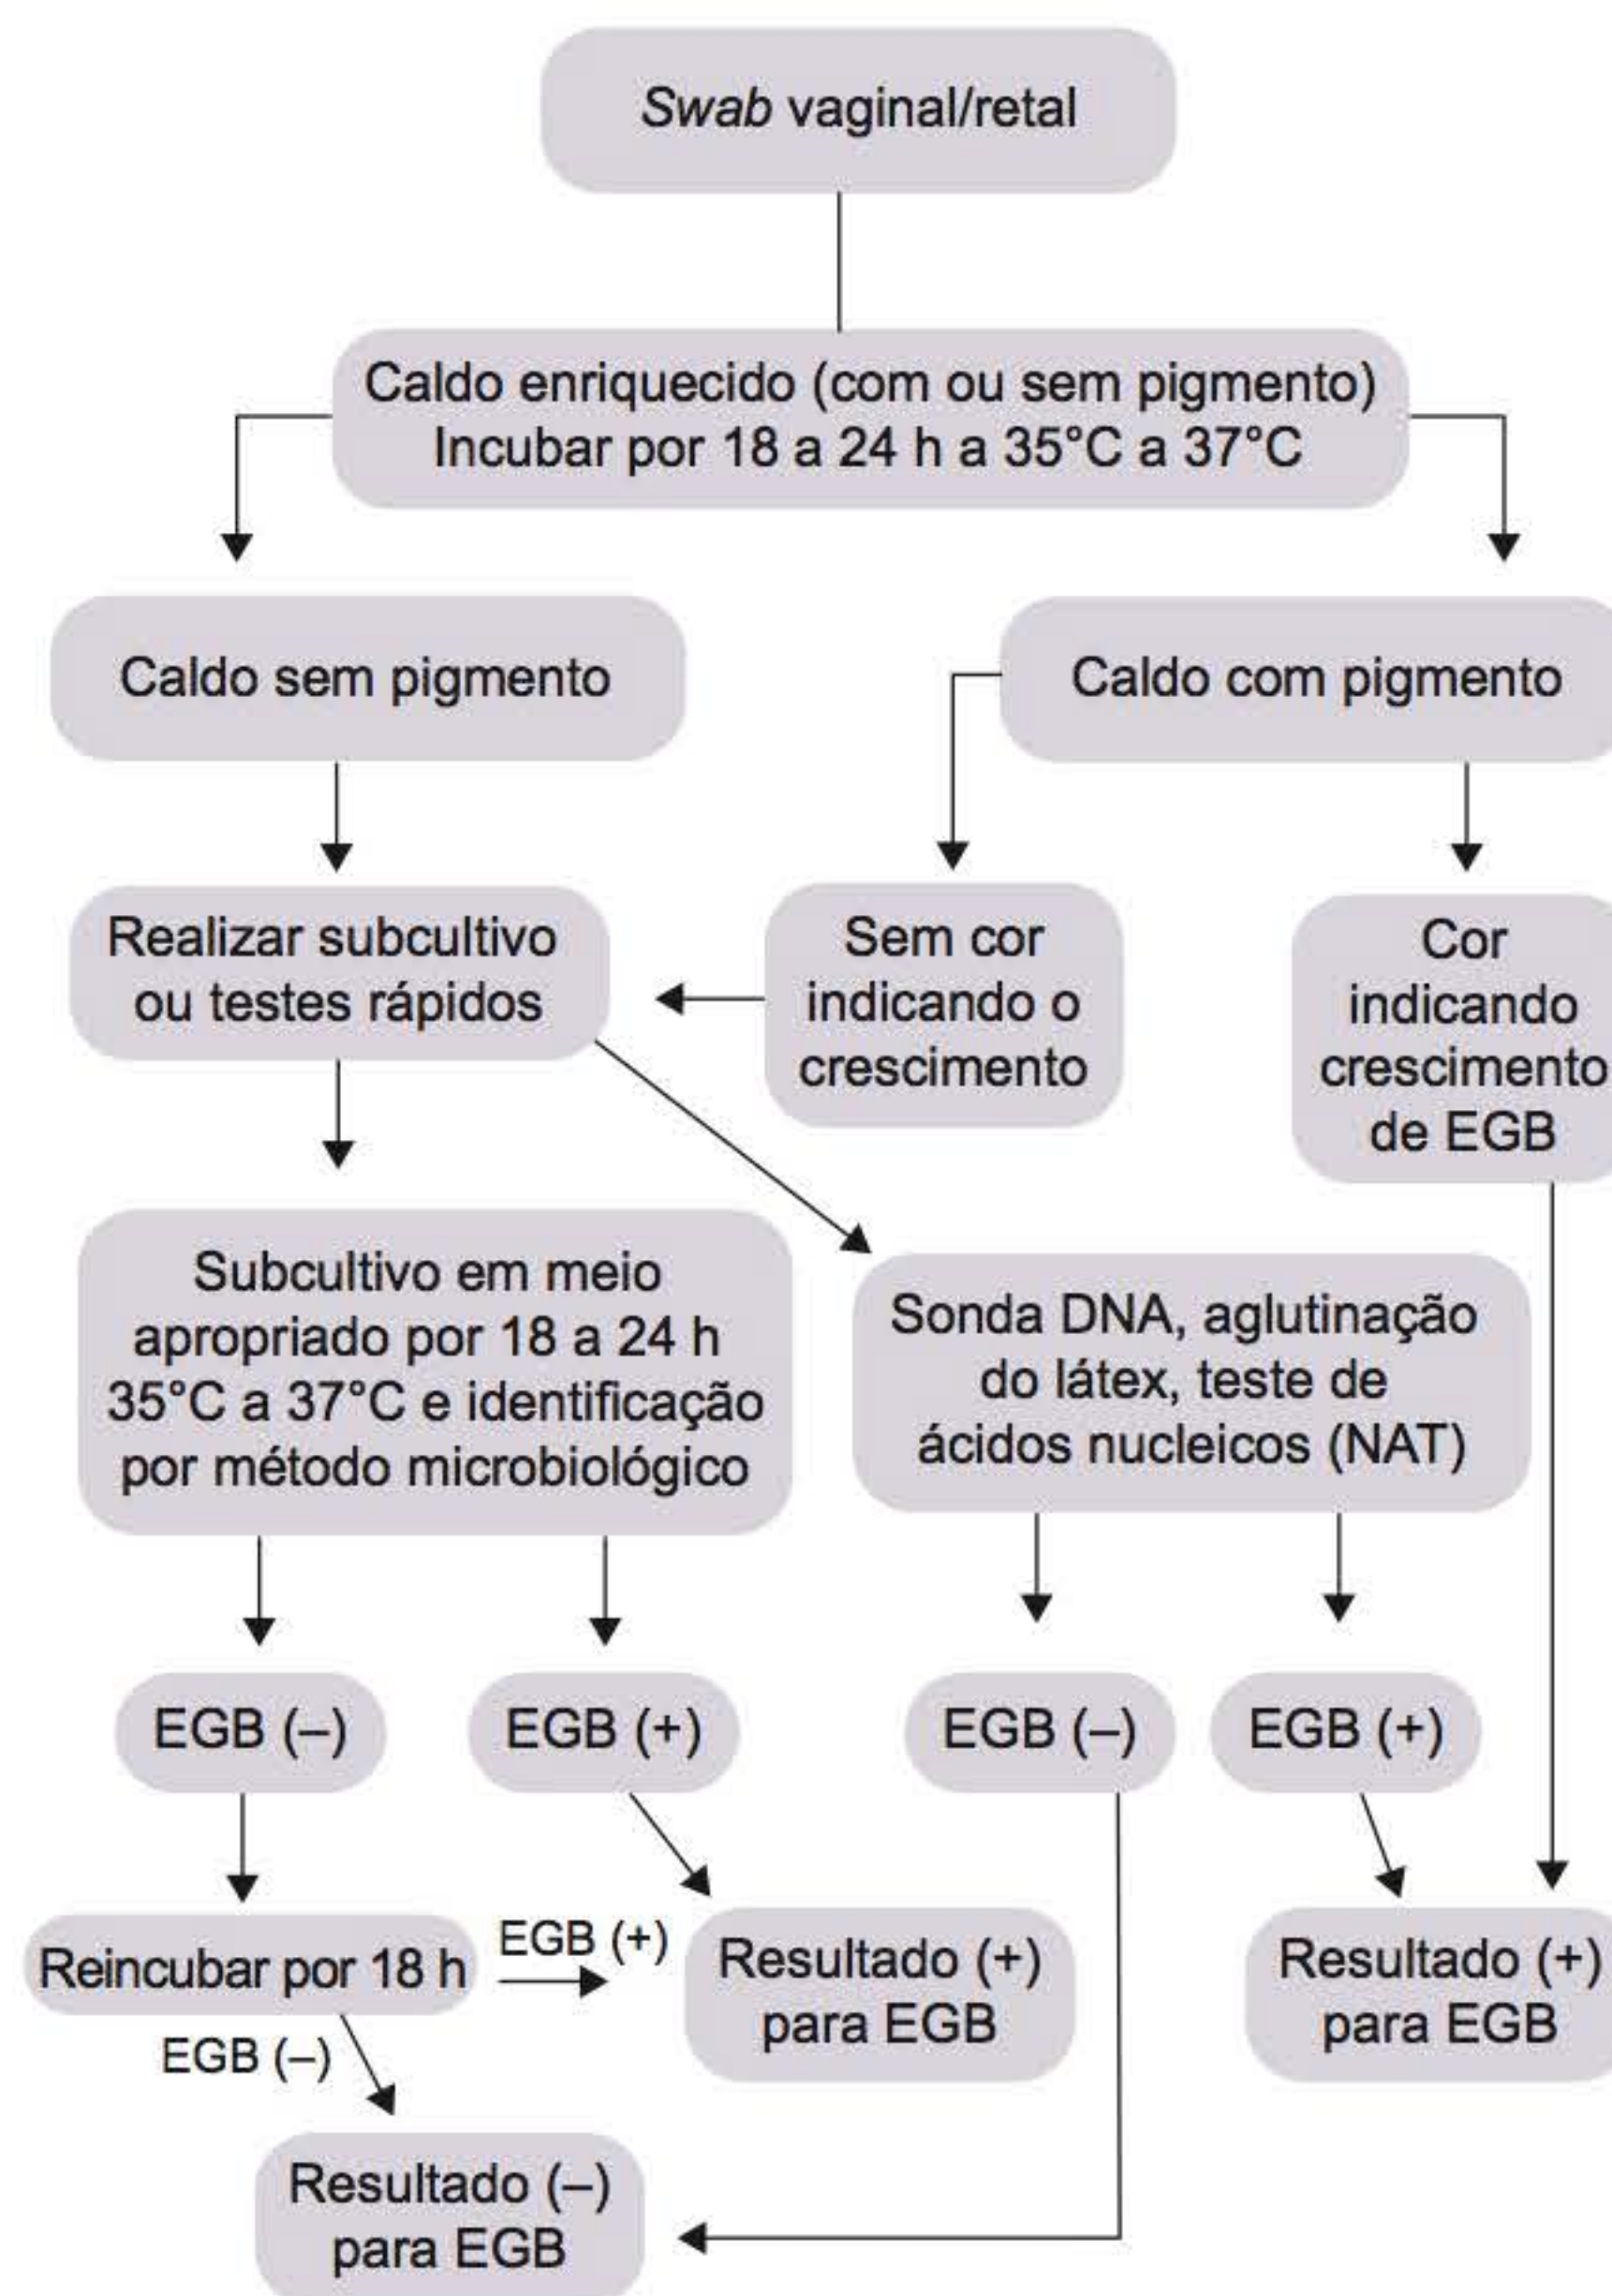 Swab vaginal/retal
Caldo enriquecido (com ou sem pigmento)
Incubar por 18 a 24 h a 35°C a 37°C
Caldo sem pigmento
Caldo com pigmento
Realizar subcultivo
ou testes rápidos
Sem cor
indicando o
crescimento
Cor
indicando
crescimento
de EGB
Subcultivo em meio
apropriado por 18 a 24 h
35°C a 37°C e identificação
por método microbiológico
Sonda DNA, aglutinação
do látex, teste de
ácidos nucleicos (NAT)
EGB (–)
EGB (+)
EGB (–)
EGB (+)
Reincubar por 18 h
EGB (+)
EGB (–)
Resultado (+)
para EGB
Resultado (+)
para EGB
Resultado (–)
para EGB